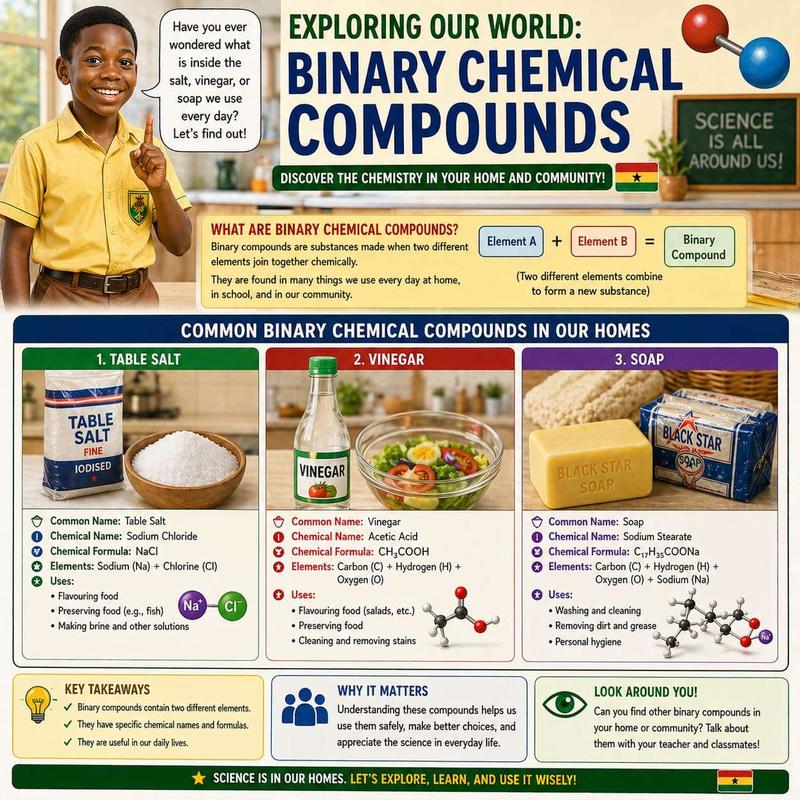 Have you ever
wondered what
is inside the
salt, vinegar, or
soap we use
every day?
Let's find out!
EXPLORING OUR WORLD:
BINARY CHEMICAL
COMPOUNDS
DISCOVER THE CHEMISTRY IN YOUR HOME AND COMMUNITY!
SCIENCE
IS ALL
AROUND US!
WHAT ARE BINARY CHEMICAL COMPOUNDS?
Binary compounds are substances made when two different
elements join together chemically.
They are found in many things we use every day at home,
in school, and in our community.
Element A + Element B = Binary Compound
(Two different elements combine
to form a new substance)
COMMON BINARY CHEMICAL COMPOUNDS IN OUR HOMES
1. TABLE SALT
TABLE
SALT
FINE
IODISED
Common Name: Table Salt
Chemical Name: Sodium Chloride
Chemical Formula: NaCl
Elements: Sodium (Na) + Chlorine (Cl)
Uses:
• Flavouring food
• Preserving food (e.g., fish)
• Making brine and other solutions
Na⁺ Cl⁻
2. VINEGAR
VINEGAR
Common Name: Vinegar
Chemical Name: Acetic Acid
Chemical Formula: CH₃COOH
Elements: Carbon (C) + Hydrogen (H) +
Oxygen (O)
Uses:
• Flavouring food (salads, etc.)
• Preserving food
• Cleaning and removing stains
3. SOAP
BLACK STAR
SOAP
BLACK STAR
SOAP
Common Name: Soap
Chemical Name: Sodium Stearate
Chemical Formula: C₁₇H₃₅COONa
Elements: Carbon (C) + Hydrogen (H) +
Oxygen (O) + Sodium (Na)
Uses:
• Washing and cleaning
• Removing dirt and grease
• Personal hygiene
Na⁺
KEY TAKEAWAYS
✓ Binary compounds contain two different elements.
✓ They have specific chemical names and formulas.
✓ They are useful in our daily lives.
WHY IT MATTERS
Understanding these compounds helps us
use them safely, make better choices, and
appreciate the science in everyday life.
LOOK AROUND YOU!
Can you find other binary compounds in
your home or community? Talk about
them with your teacher and classmates!
SCIENCE IS IN OUR HOMES. LET'S EXPLORE, LEARN, AND USE IT WISELY!